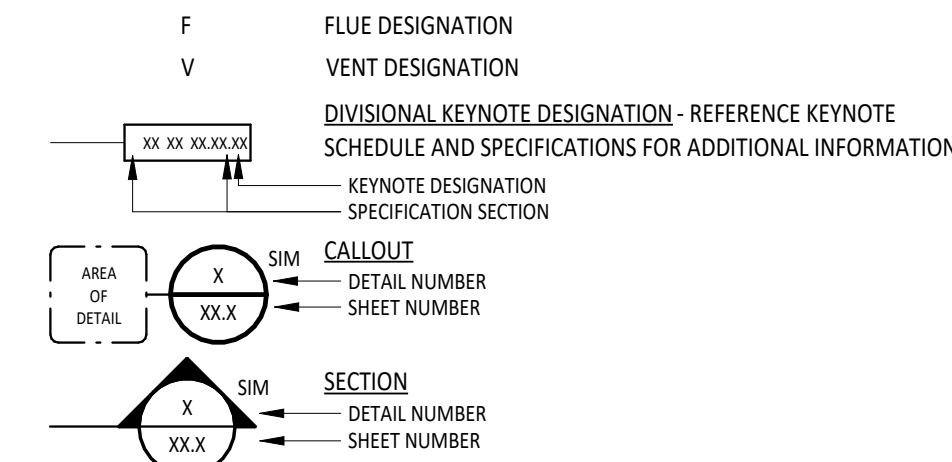 F FLUE DESIGNATION
V VENT DESIGNATION
DIVISIONAL KEYNOTE DESIGNATION - REFERENCE KEYNOTE
XX XX XX.XX.XX SCHEDULE AND SPECIFICATIONS FOR ADDITIONAL INFORMATION
KEYNOTE DESIGNATION
SPECIFICATION SECTION
SIM CALLOUT
AREA
OF
DETAIL
X DETAIL NUMBER
XX.X SHEET NUMBER
SIM SECTION
X DETAIL NUMBER
XX.X SHEET NUMBER